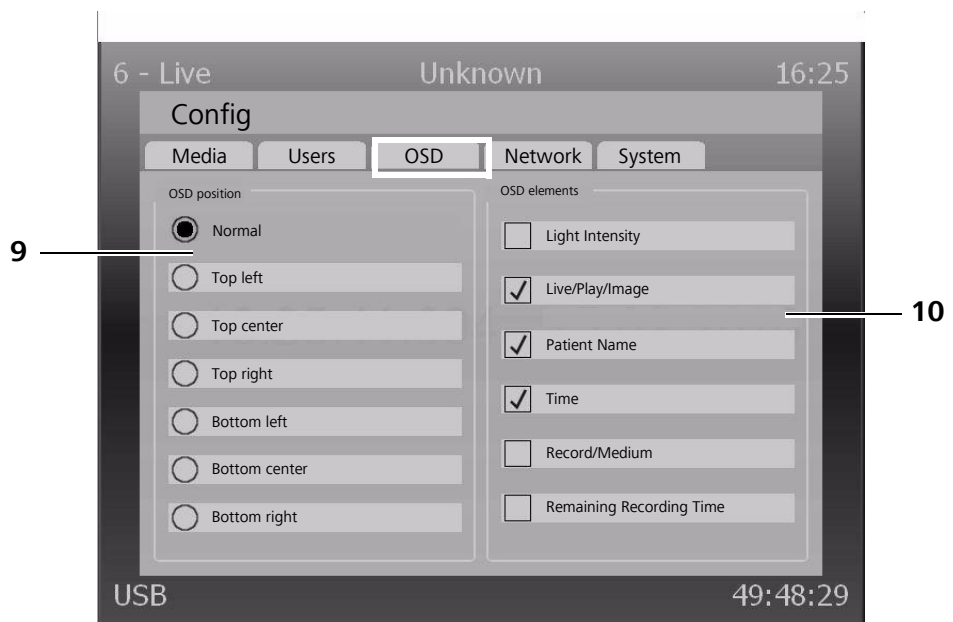 6 - Live Unknown 16:25
Config
Media Users OSD Network System
OSD position
Normal
Top left
Top center
Top right
Bottom left
Bottom center
Bottom right
9
OSD elements
Light Intensity
Live/Play/Image
Patient Name
Time
Record/Medium
Remaining Recording Time
10
USB 49:48:29